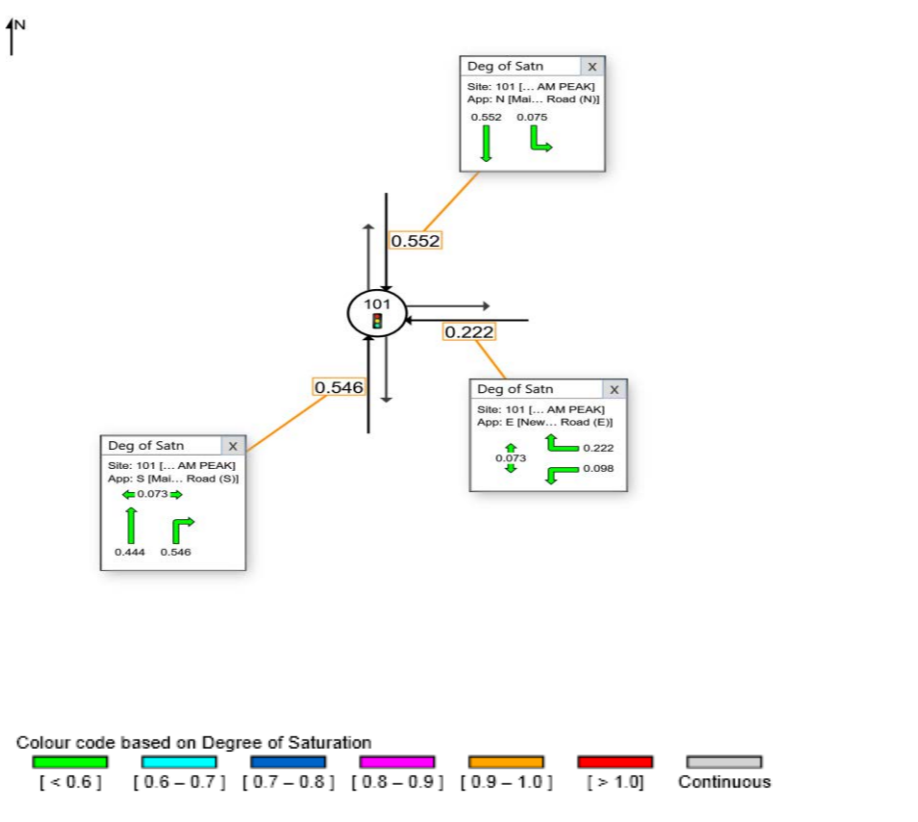 N
Deg of Satn X
Site: 101 [... AM PEAK]
App: N [Mai... Road (N)]
0.552 0.075
0.552
101
0.222
0.546
Deg of Satn X
Site: 101 [... AM PEAK]
App: E [New... Road (E)]
0.222
0.073
0.098
Deg of Satn X
Site: 101 [... AM PEAK]
App: S [Mai... Road (S)]
0.073
0.444 0.546
Colour code based on Degree of Saturation
[ < 0.6 ] [ 0.6 – 0.7 ] [ 0.7 – 0.8 ] [ 0.8 – 0.9 ] [ 0.9 – 1.0 ] [ > 1.0] Continuous